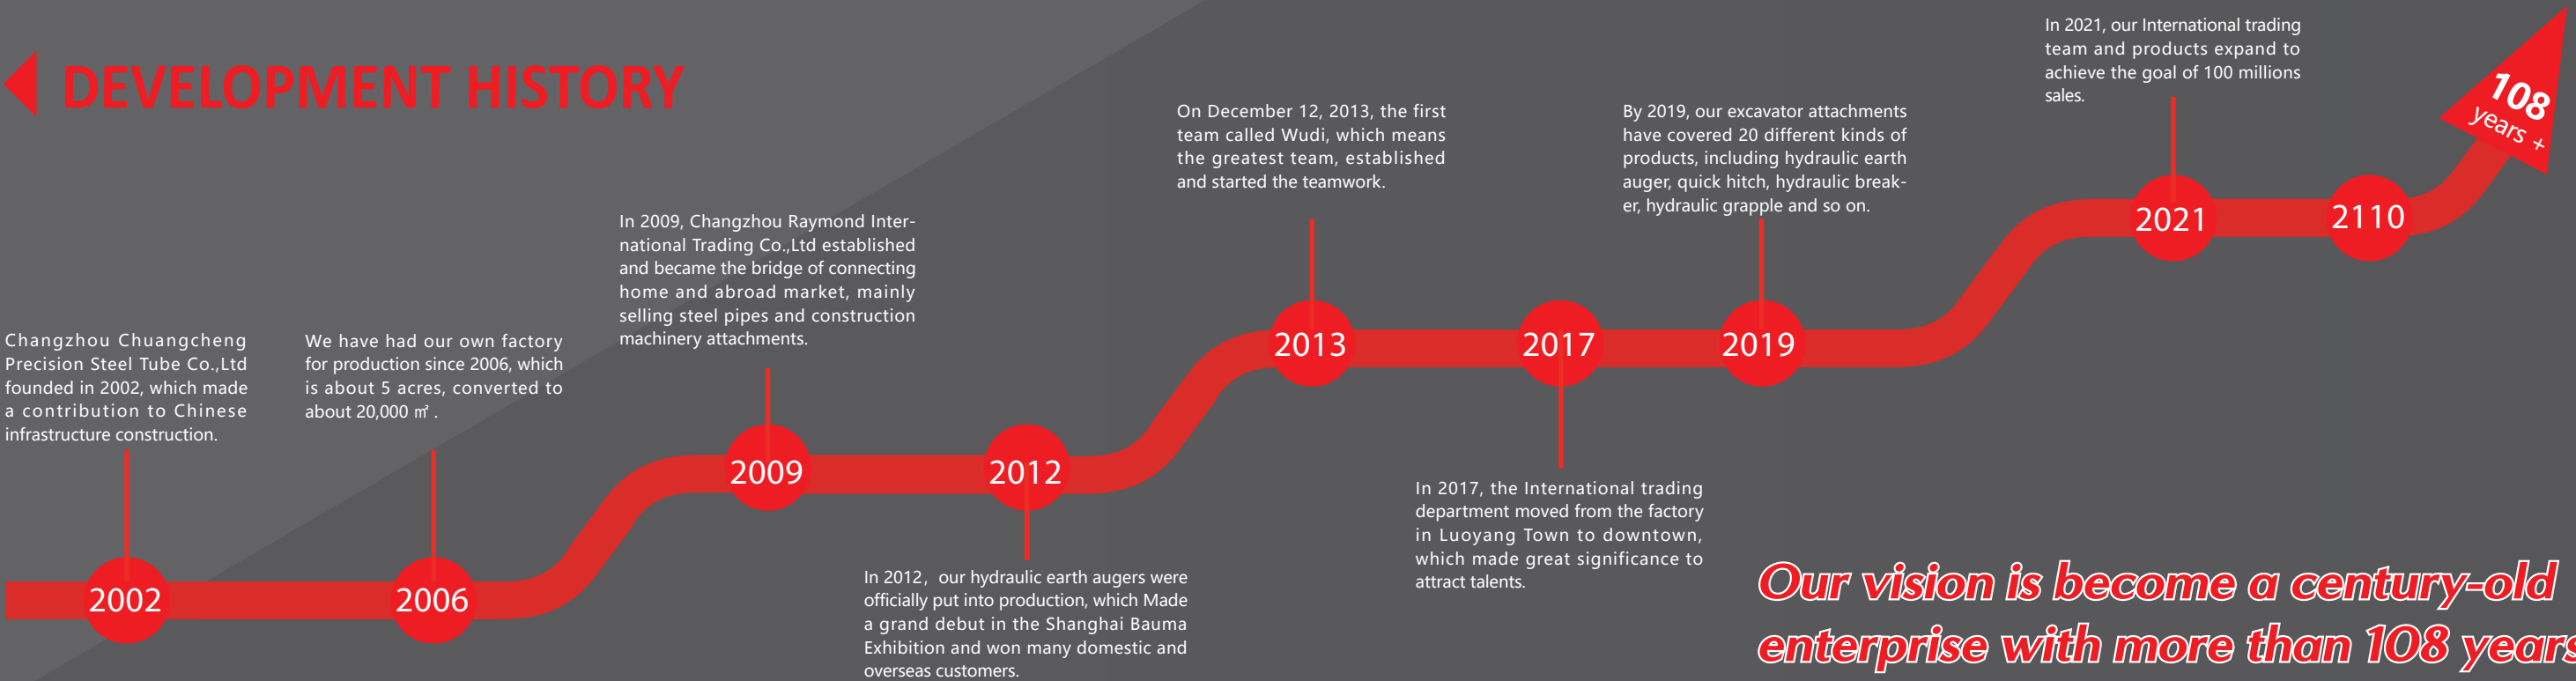 DEVELOPMENT HISTORY
Changzhou Chuangcheng
Precision Steel Tube Co.,Ltd
founded in 2002, which made
a contribution to Chinese
infrastructure construction.
2002
We have had our own factory
for production since 2006, which
is about 5 acres, converted to
about 20,000 ㎡ .
2006
In 2009, Changzhou Raymond Inter-
national Trading Co.,Ltd established
and became the bridge of connecting
home and abroad market, mainly
selling steel pipes and construction
machinery attachments.
2009
2012
In 2012，our hydraulic earth augers were
officially put into production, which Made
a grand debut in the Shanghai Bauma
Exhibition and won many domestic and
overseas customers.
On December 12, 2013, the first
team called Wudi, which means
the greatest team, established
and started the teamwork.
2013
2017
In 2017, the International trading
department moved from the factory
in Luoyang Town to downtown,
which made great significance to
attract talents.
By 2019, our excavator attachments
have covered 20 different kinds of
products, including hydraulic earth
auger, quick hitch, hydraulic break-
er, hydraulic grapple and so on.
2019
In 2021, our International trading
team and products expand to
achieve the goal of 100 millions
sales.
2021
2110
108
years +
Our vision is become a century-old
enterprise with more than 108 years